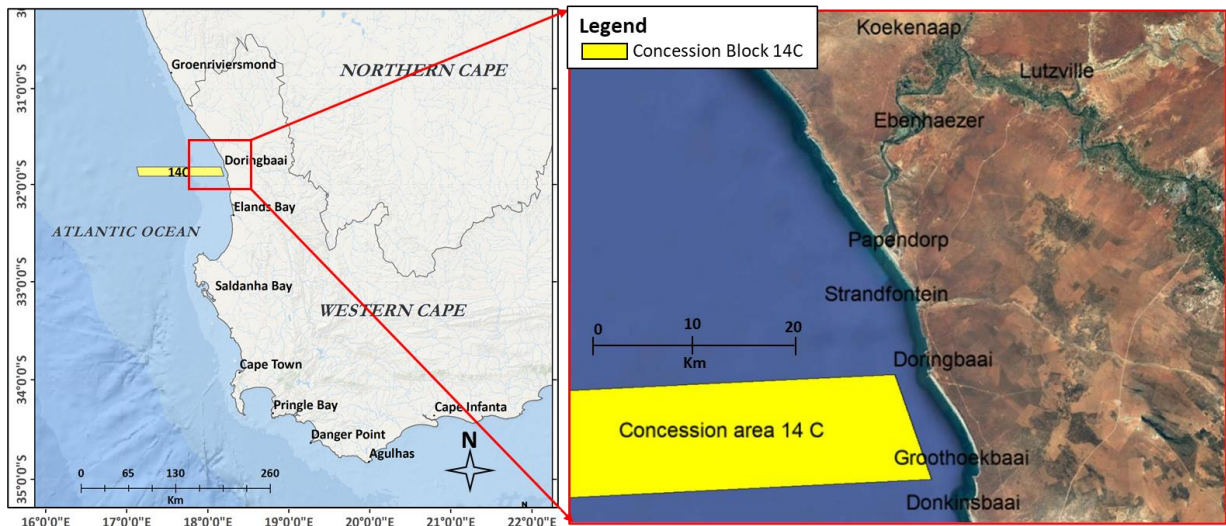 Groenriviersmond
NORTHERN CAPE
Doringbaai
14C
Elands Bay
ATLANTIC OCEAN
Saldanha Bay
WESTERN CAPE
Cape Town
Pringle Bay
Cape Infanta
Danger Point
Agulhas
N
0 65 130 260
Km
N
31°0'0"S
32°0'0"S
33°0'0"S
34°0'0"S
35°0'0"S
16°0'0"E 17°0'0"E 18°0'0"E 19°0'0"E 20°0'0"E 21°0'0"E 22°0'0"E
Legend
Concession Block 14C
Koekenaap
Lutzville
Ebenhaezer
Papendorp
Strandfontein
0 10 20
Km
Doringbaai
Concession area 14 C
Groothoekbaai
Donkinsbaai